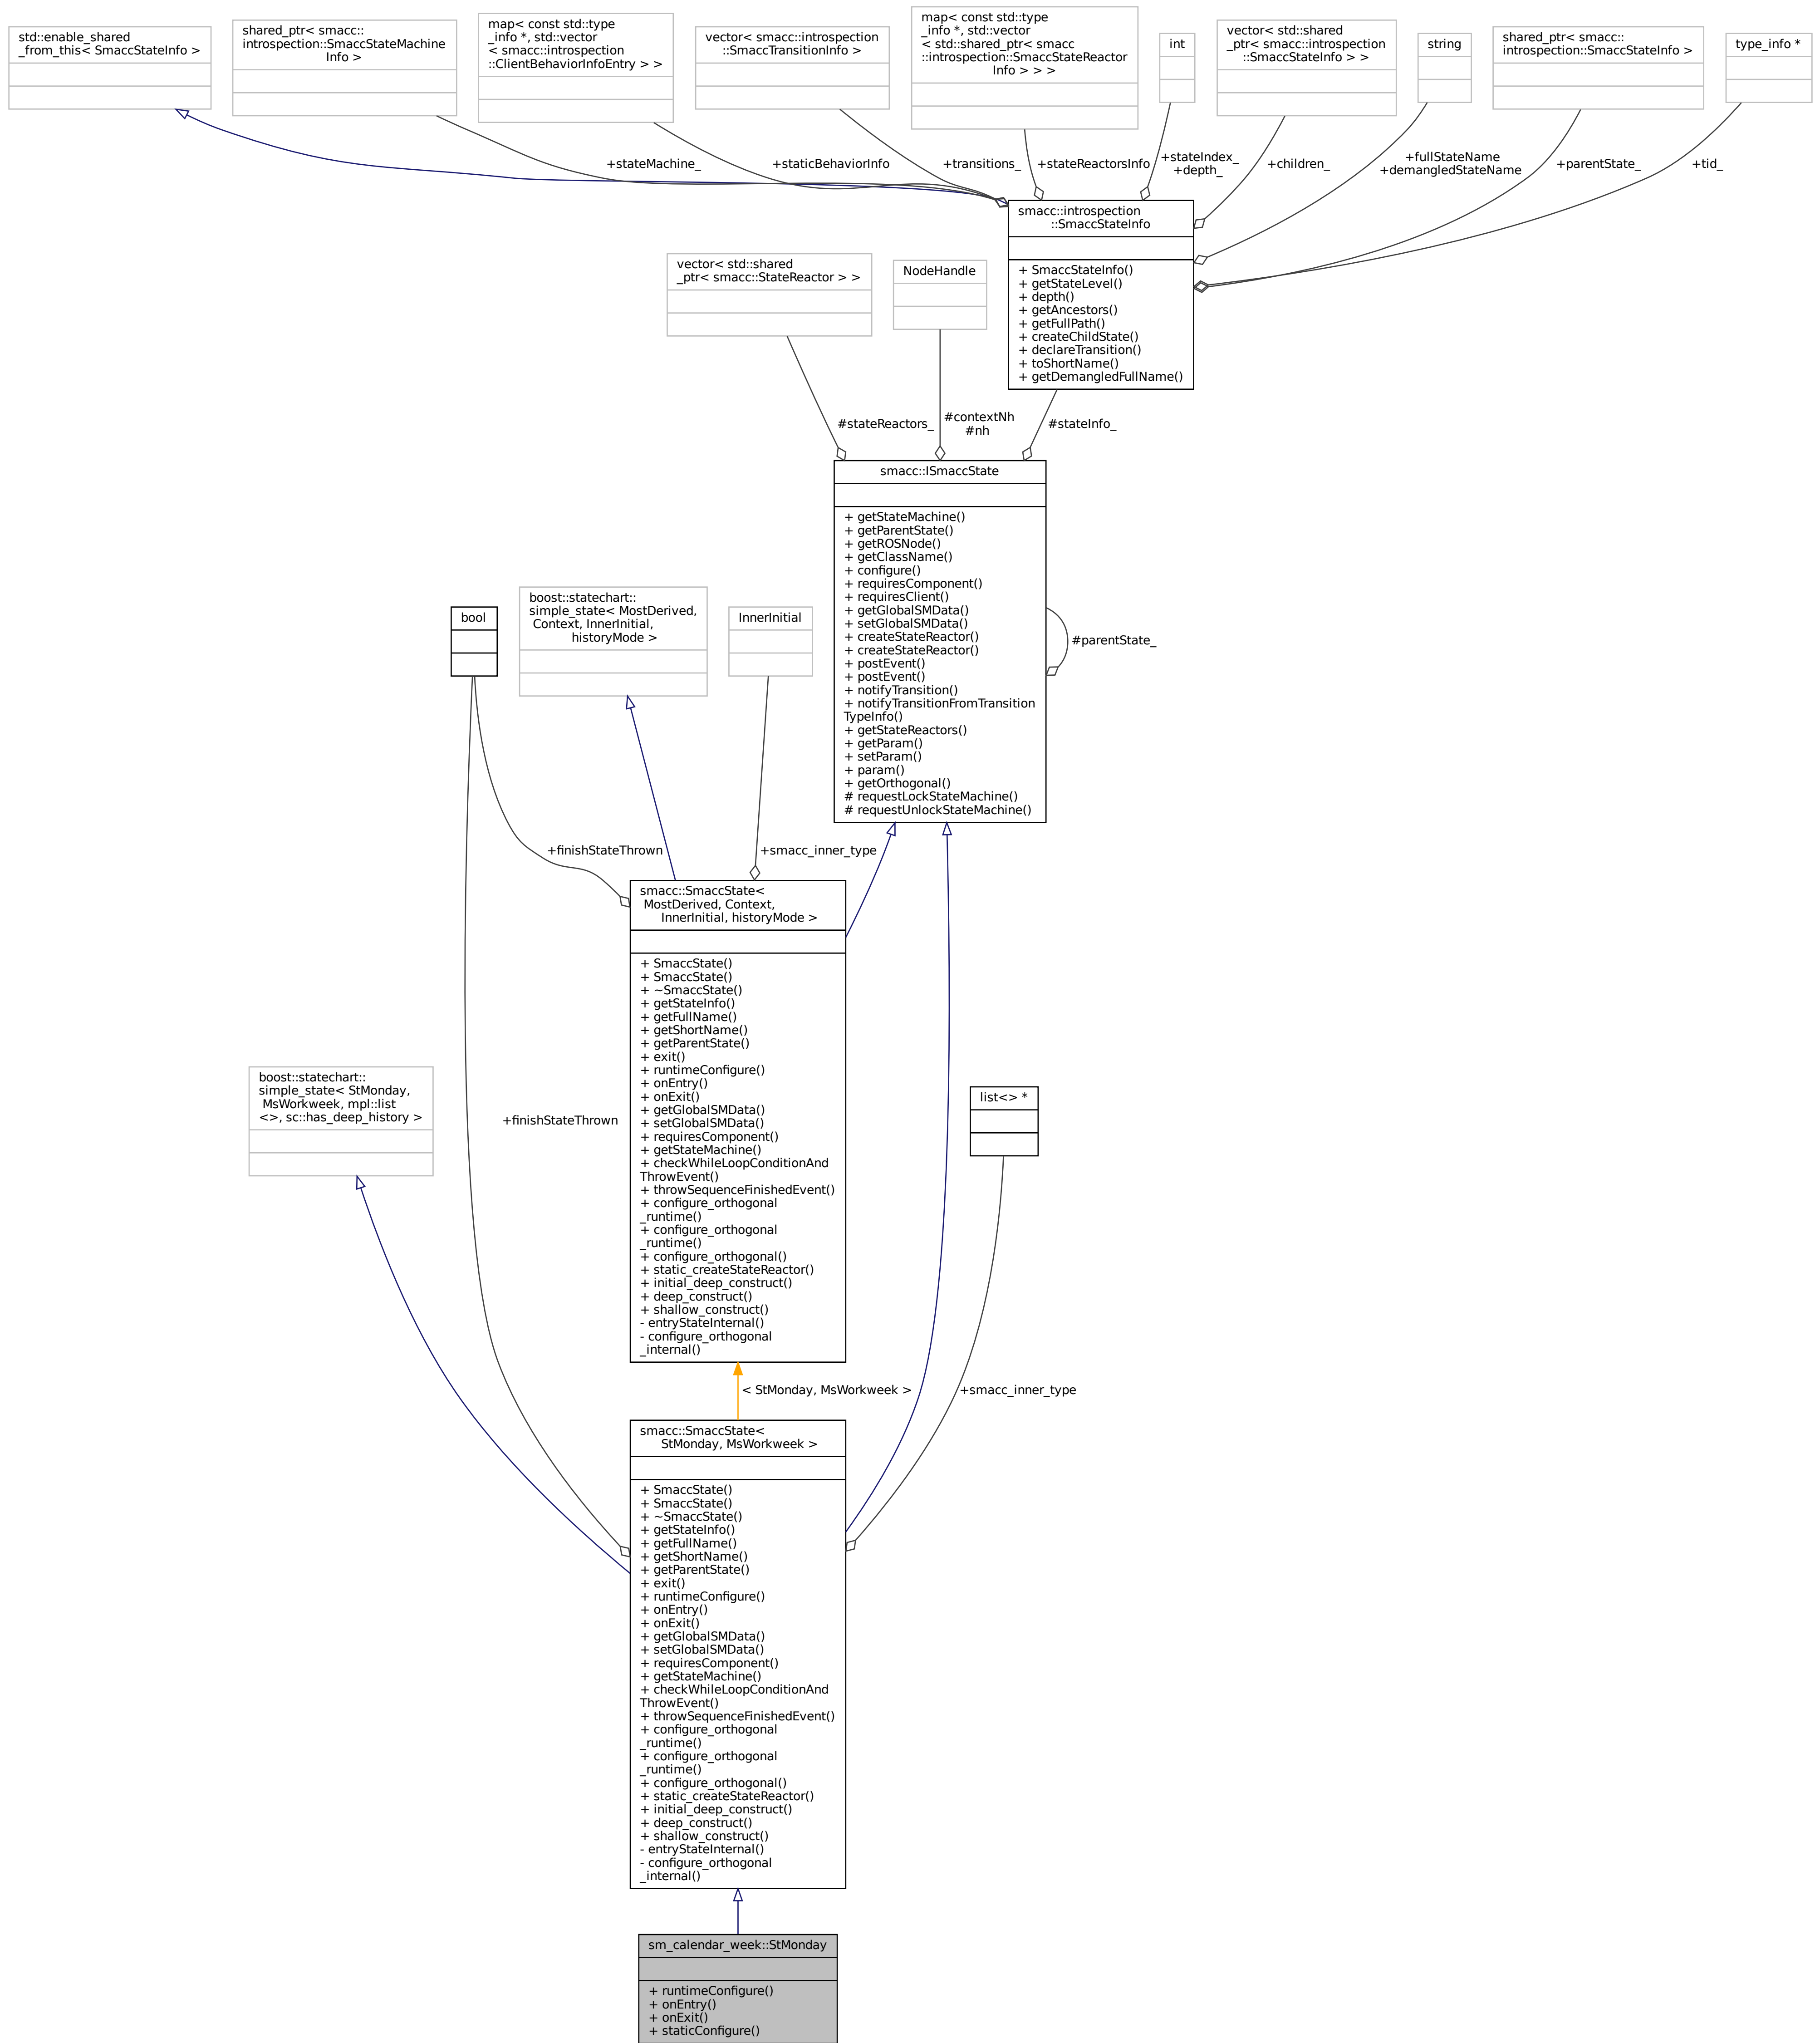 std::enable_shared
_from_this< SmaccStateInfo >
shared_ptr< smacc::
introspection::SmaccStateMachine
Info >
map< const std::type
_info *, std::vector
< smacc::introspection
::ClientBehaviorInfoEntry > >
vector< smacc::introspection
::SmaccTransitionInfo >
map< const std::type
_info *, std::vector
< std::shared_ptr< smacc
::introspection::SmaccStateReactor
Info > > >
int
vector< std::shared
_ptr< smacc::introspection
::SmaccStateInfo > >
string
shared_ptr< smacc::
introspection::SmaccStateInfo >
type_info *
+stateMachine_
+staticBehaviorInfo
+transitions_
+stateReactorsInfo
+stateIndex_
+depth_
+children_
+fullStateName
+demangledStateName
+parentState_
+tid_
smacc::introspection
::SmaccStateInfo
+ SmaccStateInfo()
+ getStateLevel()
+ depth()
+ getAncestors()
+ getFullPath()
+ createChildState()
+ declareTransition()
+ toShortName()
+ getDemangledFullName()
vector< std::shared
_ptr< smacc::StateReactor > >
NodeHandle
#stateReactors_
#contextNh
#nh
#stateInfo_
smacc::ISmaccState
+ getStateMachine()
+ getParentState()
+ getROSNode()
+ getClassName()
+ configure()
+ requiresComponent()
+ requiresClient()
+ getGlobalSMData()
+ setGlobalSMData()
+ createStateReactor()
+ createStateReactor()
+ postEvent()
+ postEvent()
+ notifyTransition()
+ notifyTransitionFromTransition
TypeInfo()
+ getStateReactors()
+ getParam()
+ setParam()
+ param()
+ getOrthogonal()
# requestLockStateMachine()
# requestUnlockStateMachine()
#parentState_
bool
boost::statechart::
simple_state< MostDerived,
Context, InnerInitial,
historyMode >
InnerInitial
+finishStateThrown
+smacc_inner_type
smacc::SmaccState<
MostDerived, Context,
InnerInitial, historyMode >
+ SmaccState()
+ SmaccState()
+ ~SmaccState()
+ getStateInfo()
+ getFullName()
+ getShortName()
+ getParentState()
+ exit()
+ runtimeConfigure()
+ onEntry()
+ onExit()
+ getGlobalSMData()
+ setGlobalSMData()
+ requiresComponent()
+ getStateMachine()
+ checkWhileLoopConditionAnd
ThrowEvent()
+ throwSequenceFinishedEvent()
+ configure_orthogonal
_runtime()
+ configure_orthogonal
_runtime()
+ configure_orthogonal()
+ static_createStateReactor()
+ initial_deep_construct()
+ deep_construct()
+ shallow_construct()
- entryStateInternal()
- configure_orthogonal
_internal()
boost::statechart::
simple_state< StMonday,
MsWorkweek, mpl::list
<>, sc::has_deep_history >
+finishStateThrown
list<> *
< StMonday, MsWorkweek >
+smacc_inner_type
smacc::SmaccState<
StMonday, MsWorkweek >
+ SmaccState()
+ SmaccState()
+ ~SmaccState()
+ getStateInfo()
+ getFullName()
+ getShortName()
+ getParentState()
+ exit()
+ runtimeConfigure()
+ onEntry()
+ onExit()
+ getGlobalSMData()
+ setGlobalSMData()
+ requiresComponent()
+ getStateMachine()
+ checkWhileLoopConditionAnd
ThrowEvent()
+ throwSequenceFinishedEvent()
+ configure_orthogonal
_runtime()
+ configure_orthogonal
_runtime()
+ configure_orthogonal()
+ static_createStateReactor()
+ initial_deep_construct()
+ deep_construct()
+ shallow_construct()
- entryStateInternal()
- configure_orthogonal
_internal()
sm_calendar_week::StMonday
+ runtimeConfigure()
+ onEntry()
+ onExit()
+ staticConfigure()